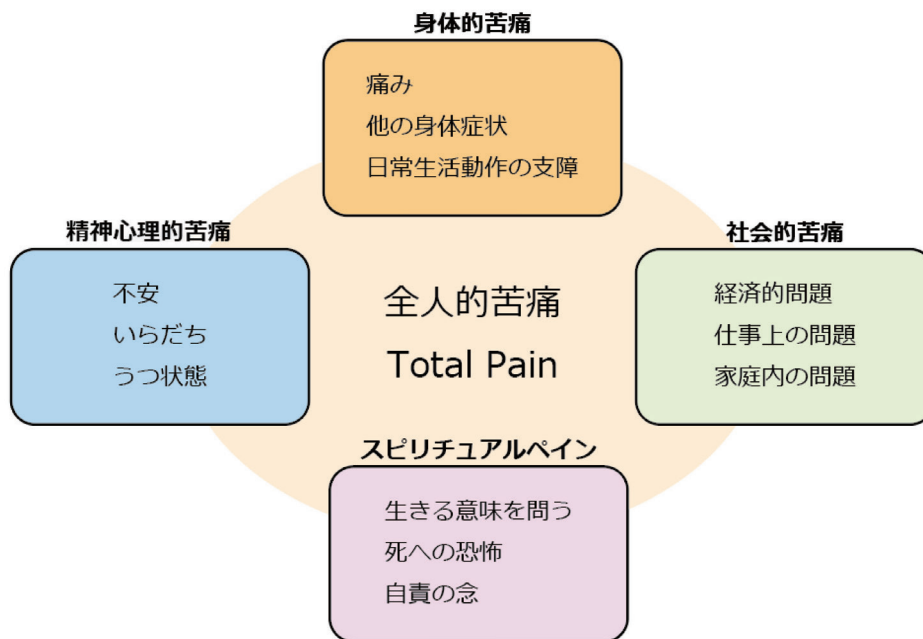 身体的苦痛
痛み
他の身体症状
日常生活動作の支障
精神心理的苦痛
不安
いらだち
うつ状態
全人的苦痛
Total Pain
社会的苦痛
経済的問題
仕事上の問題
家庭内の問題
スピリチュアルペイン
生きる意味を問う
死への恐怖
自責の念